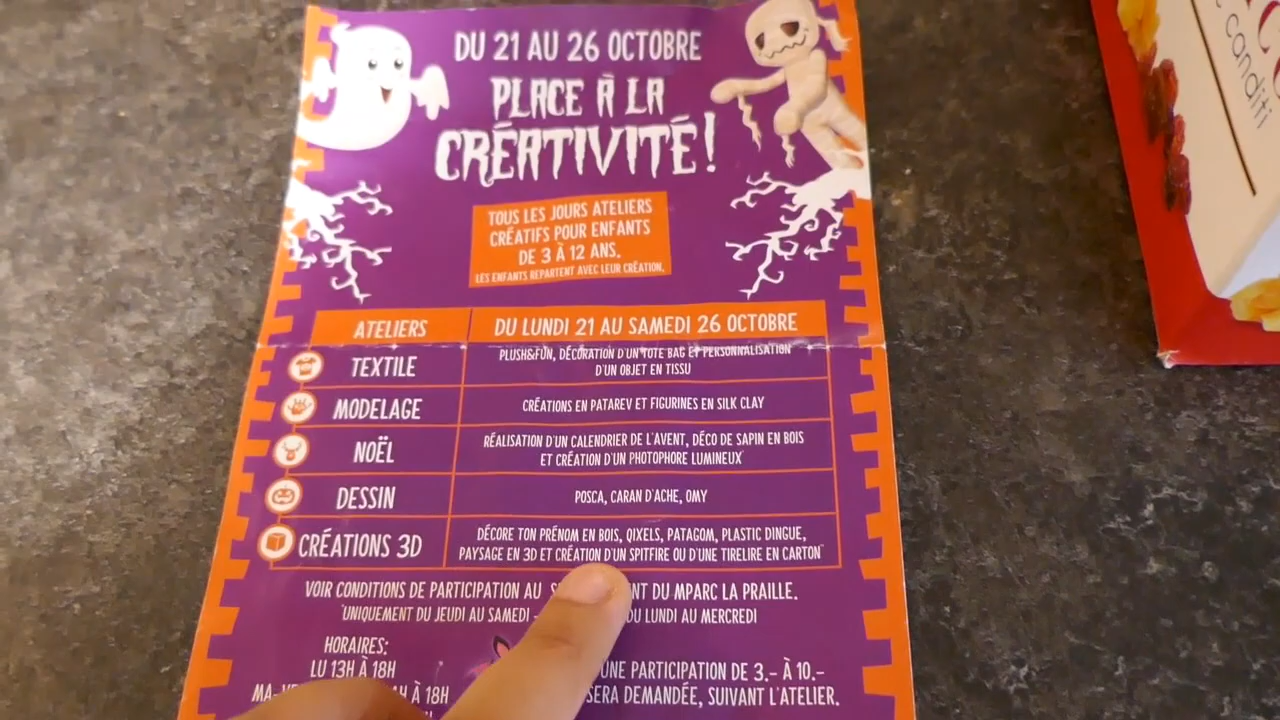 DU 21 AU 26 OCTOBRE
PLACE À LA
CRÉATIVITÉ!
TOUS LES JOURS ATELIERS
CRÉATIFS POUR ENFANTS
DE 3 À 12 ANS.
LES ENFANTS REPARTENT AVEC LEUR CRÉATION.
ATELIERS
DU LUNDI 21 AU SAMEDI 26 OCTOBRE
TEXTILE
PLUSH&FUN, DÉCORATION D'UN TOTE BAG ET PERSONNALISATION
D'UN OBJET EN TISSU
MODELAGE
CRÉATIONS EN PATAREV ET FIGURINES EN SILK CLAY
NOËL
RÉALISATION D'UN CALENDRIER DE L'AVENT, DÉCO DE SAPIN EN BOIS
ET CRÉATION D'UN PHOTOPHORE LUMINEUX*
DESSIN
POSCA, CARAN D'ACHE, OMY
CRÉATIONS 3D
DÉCORE TON PRÉNOM EN BOIS, QIXELS, PATAGOM, PLASTIC DINGUE,
PAYSAGE EN 3D ET CRÉATION D'UN SPITFIRE OU D'UNE TIRELIRE EN CARTON**
VOIR CONDITIONS DE PARTICIPATION AU DU MPARC LA PRAILLE.
*UNIQUEMENT DU JEUDI AU SAMEDI - DU LUNDI AU MERCREDI
HORAIRES:
LU 13H À 18H
À 18H
UNE PARTICIPATION DE 3.- À 10.-
SERA DEMANDÉE, SUIVANT L'ATELIER.
canditi